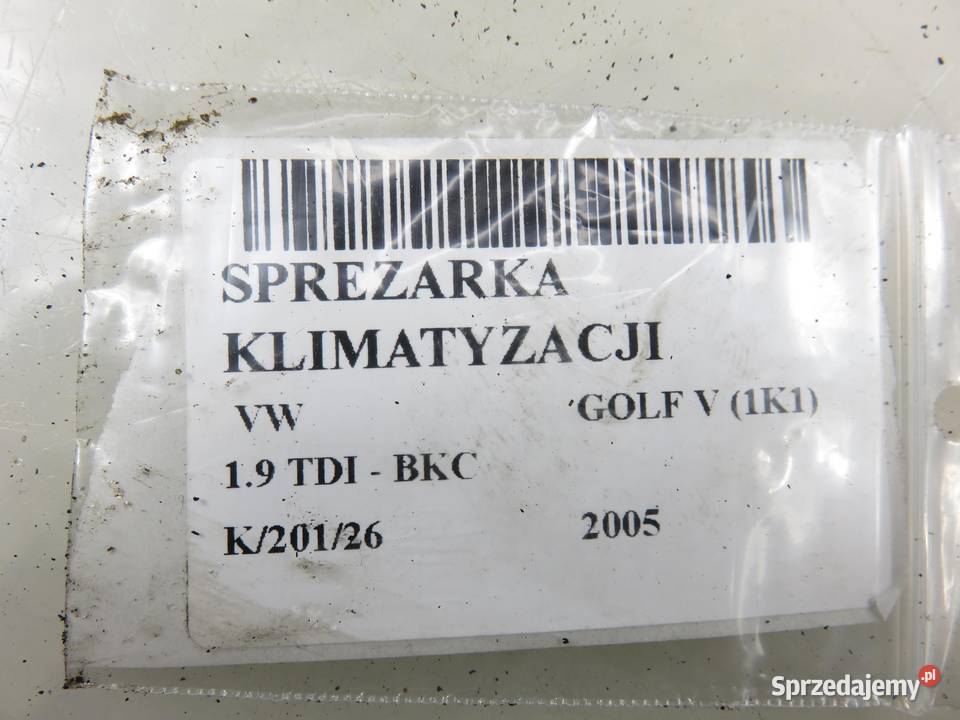 SPREZARKA
KLIMATYZACJI
VW GOLF V (1K1)
1.9 TDI - BKC
K/201/26 2005
Sprzedajemy.pl